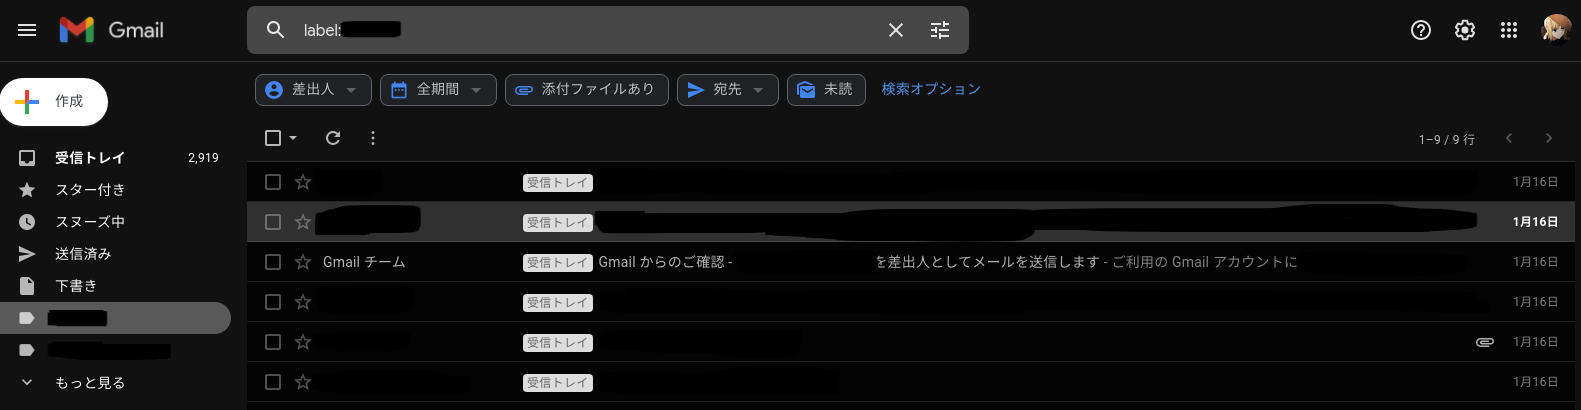 Gmail
label:
作成
差出人 全期間 添付ファイルあり 宛先 未読 検索オプション
1–9 / 9 行
受信トレイ 2,919
スター付き
スヌーズ中
送信済み
下書き
もっと見る
受信トレイ 1月16日
受信トレイ 1月16日
Gmail チーム 受信トレイ Gmail からのご確認 - を差出人としてメールを送信します - ご利用の Gmail アカウントに 1月16日
受信トレイ 1月16日
受信トレイ 1月16日
受信トレイ 1月16日